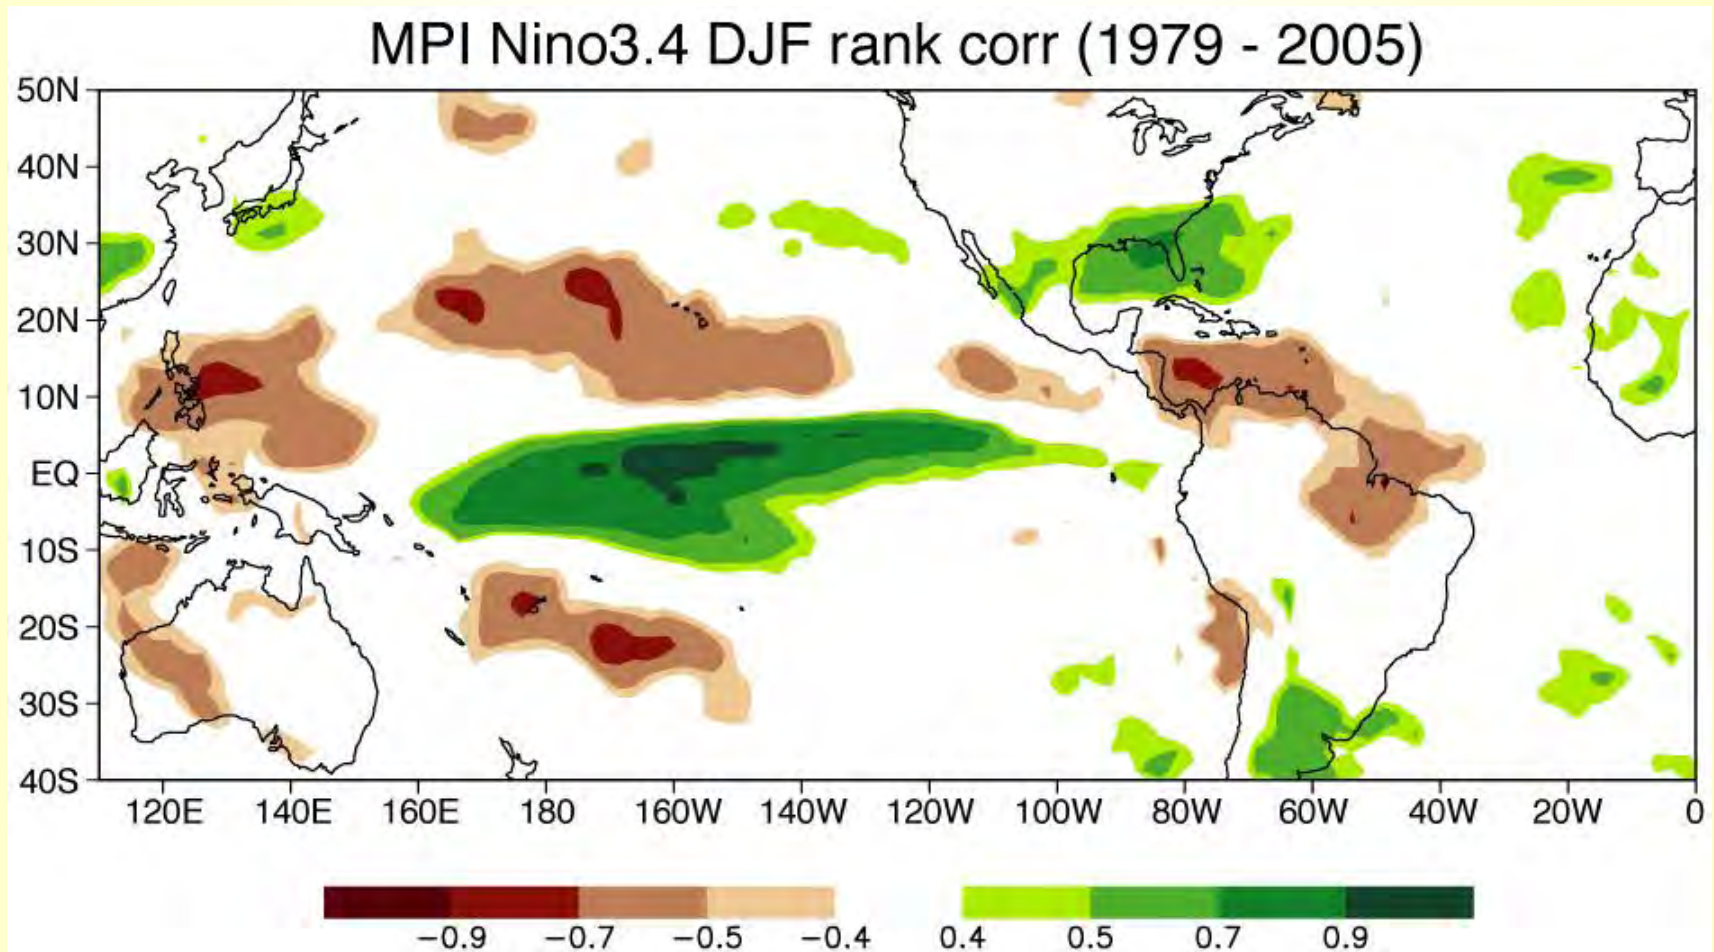 MPI Nino3.4 DJF rank corr (1979 - 2005)
50N
40N
30N
20N
10N
EQ
10S
20S
30S
40S
120E 140E 160E 180 160W 140W 120W 100W 80W 60W 40W 20W 0
−0.9 −0.7 −0.5 −0.4 0.4 0.5 0.7 0.9